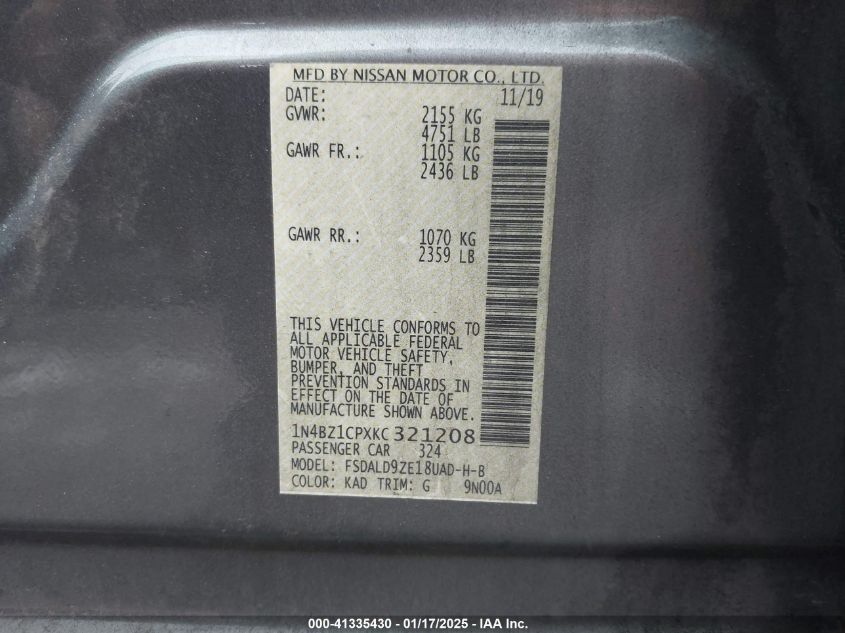 MFD BY NISSAN MOTOR CO., LTD.
DATE: 11/19
GVWR: 2155 KG
4751 LB
GAWR FR.: 1105 KG
2436 LB
GAWR RR.: 1070 KG
2359 LB
THIS VEHICLE CONFORMS TO
ALL APPLICABLE FEDERAL
MOTOR VEHICLE SAFETY,
BUMPER, AND THEFT
PREVENTION STANDARDS IN
EFFECT ON THE DATE OF
MANUFACTURE SHOWN ABOVE.
1N4BZ1CPXKC321208
PASSENGER CAR 324
MODEL: FSDALD9ZE18UAD-H-B
COLOR: KAD TRIM: G 9N00A
000-41335430 - 01/17/2025 - IAA Inc.